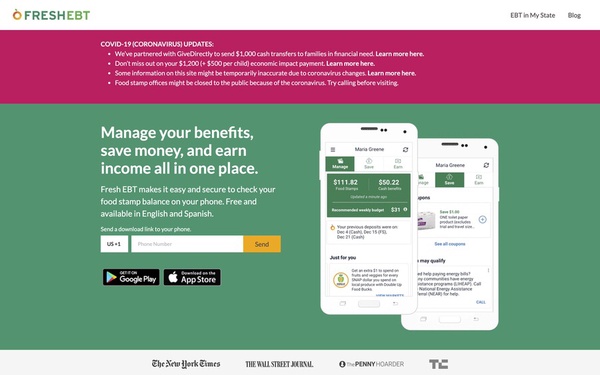 FRESHEBT
EBT in My State
Blog
COVID-19 (CORONAVIRUS) UPDATES:
We've partnered with GiveDirectly to send $1,000 cash transfers to families in financial need. Learn more here.
Don't miss out on your $1,200 (+ $500 per child) economic impact payment. Learn more here.
Some information on this site might be temporarily inaccurate due to coronavirus changes. Learn more here.
Food stamp offices might be closed to the public because of the coronavirus. Try calling before visiting.
Manage your benefits,
save money, and earn
income all in one place.
Fresh EBT makes it easy and secure to check your
food stamp balance on your phone. Free and
available in English and Spanish.
Send a download link to your phone.
US +1
Phone Number
Send
GET IT ON
Google Play
Download on the
App Store
Maria Greene
Manage
Save
Earn
$111.82
Food Stamps
$50.22
Cash benefits
Updated a minute ago
Recommended weekly budget
$31
Your previous deposits were on
Dec 4 (Cash), Dec 15 (FS),
Dec 21 (Cash)
Just for you
Get an extra $1 to spend on
fruits and veggies for every
SNAP dollar you spend on
local produce with Double Up
Food Bucks.
VIEW MARKETS
Maria Greene
Save
Earn
oupons
Save $1.00
ONE toilet paper
product (excludes
trial and travel size...
See all coupons
may qualify
eed help paying energy bills?
ny communities have energy
sistance programs (LIHEAP). Call
National Energy Assistance
ferral (NEAR) for help.
CALL
The New York Times
THE WALL STREET JOURNAL
The PENNY HOARDER
TC